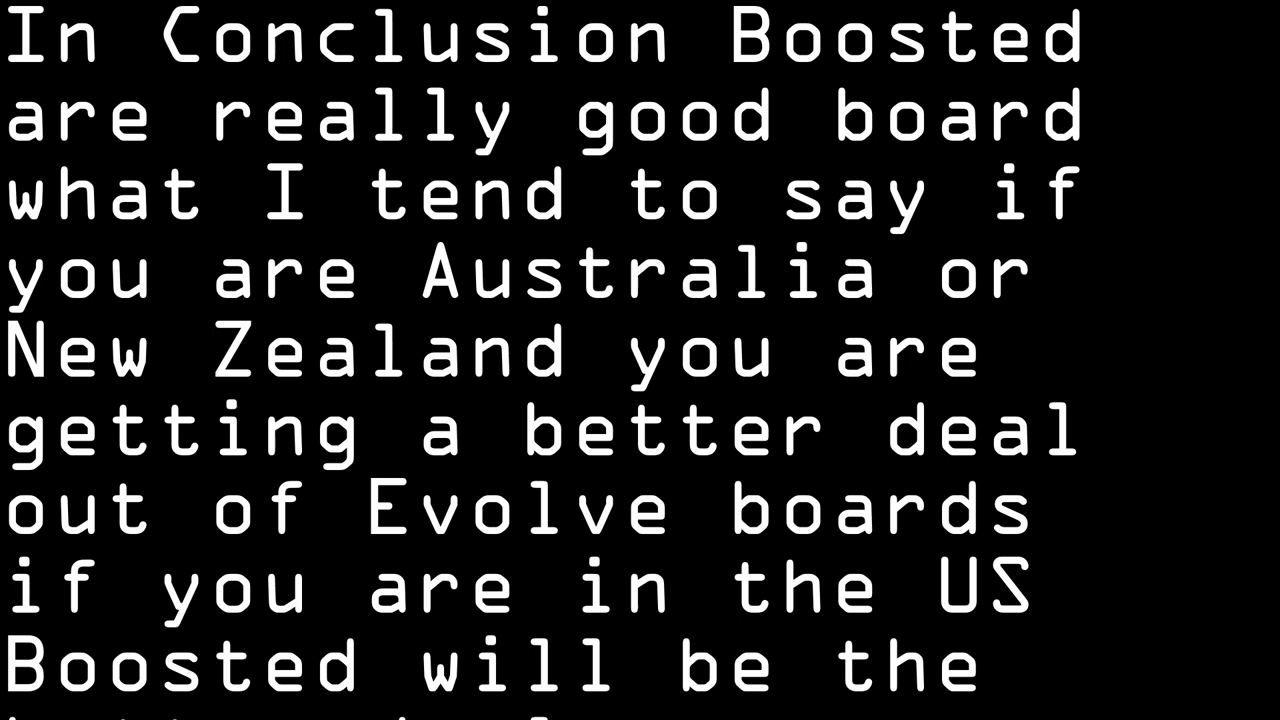 In Conclusion Boosted
are really good board
what I tend to say if
you are Australia or
New Zealand you are
getting a better deal
out of Evolve boards
if you are in the US
Boosted will be the